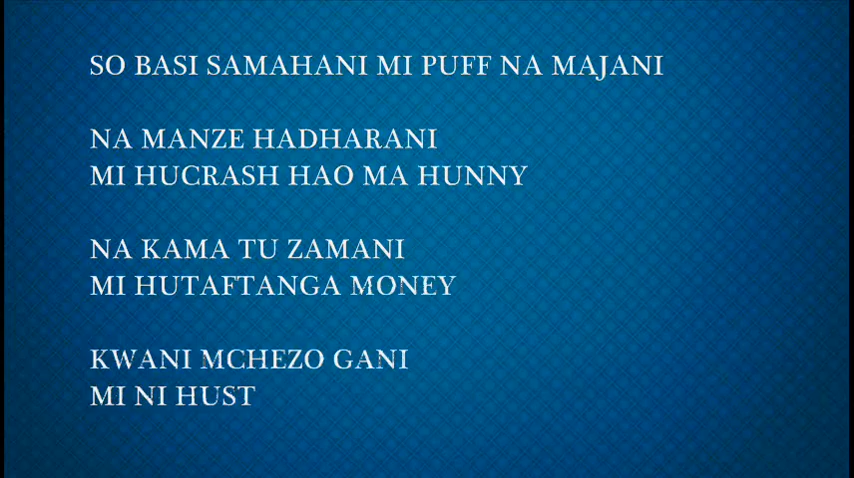 SO BASI SAMAHANI MI PUFF NA MAJANI
NA MANZE HADHARANI
MI HUCRASH HAO MA HUNNY
NA KAMA TU ZAMANI
MI HUTAFTANGA MONEY
KWANI MCHEZO GANI
MI NI HUST